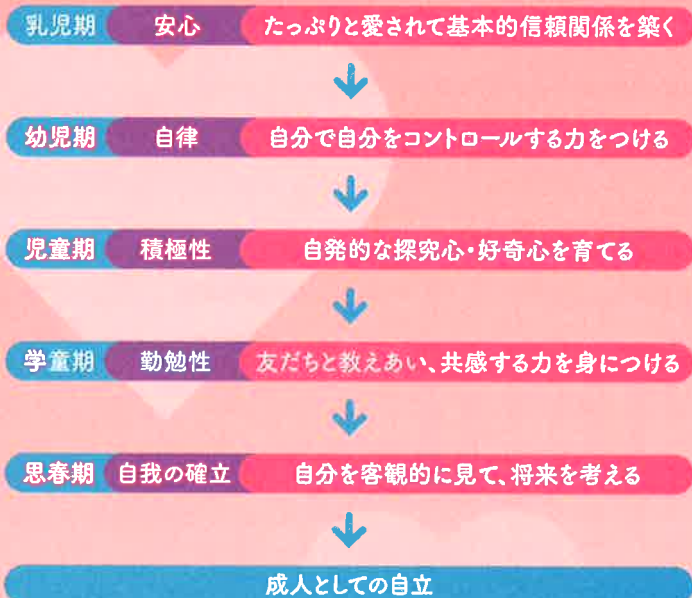 乳児期 安心 たっぷりと愛されて基本的信頼関係を築く
幼児期 自律 自分で自分をコントロールする力をつける
児童期 積極性 自発的な探究心・好奇心を育てる
学童期 勤勉性 友だちと教えあい、共感する力を身につける
思春期 自我の確立 自分を客観的に見て、将来を考える
成人としての自立